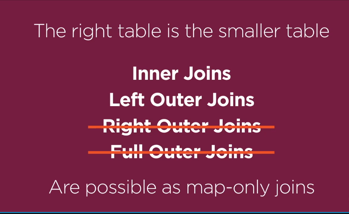 The right table is the smaller table
Inner Joins
Left Outer Joins
Right Outer Joins
Full Outer Joins
Are possible as map-only joins